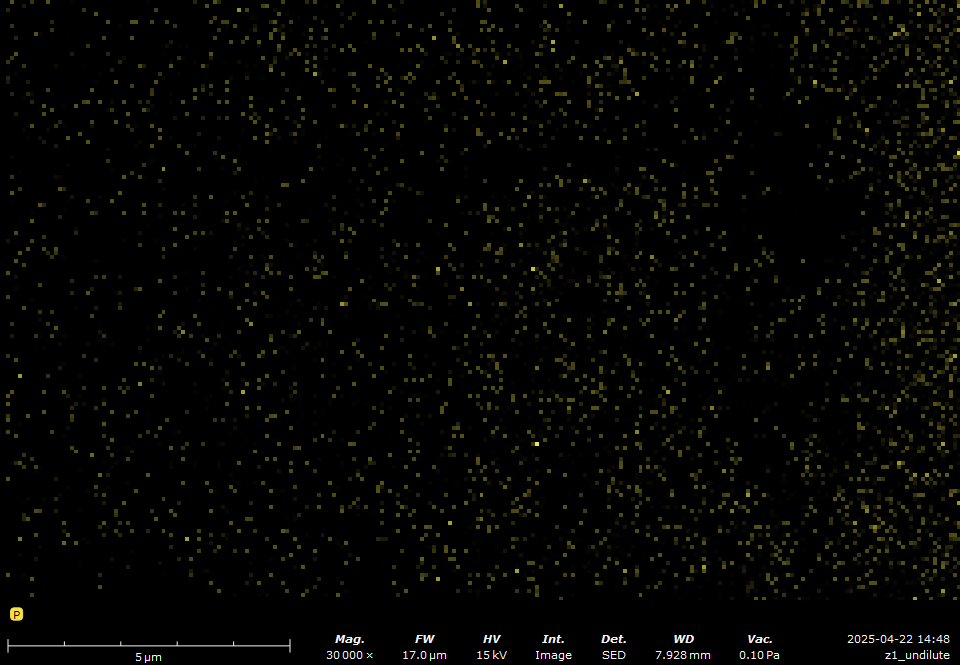 P
Mag. FW HV Int. Det. WD Vac. 2025-04-22 14:48
30 000 × 17.0 µm 15 kV Image SED 7.928 mm 0.10 Pa z1_undilute
5 µm